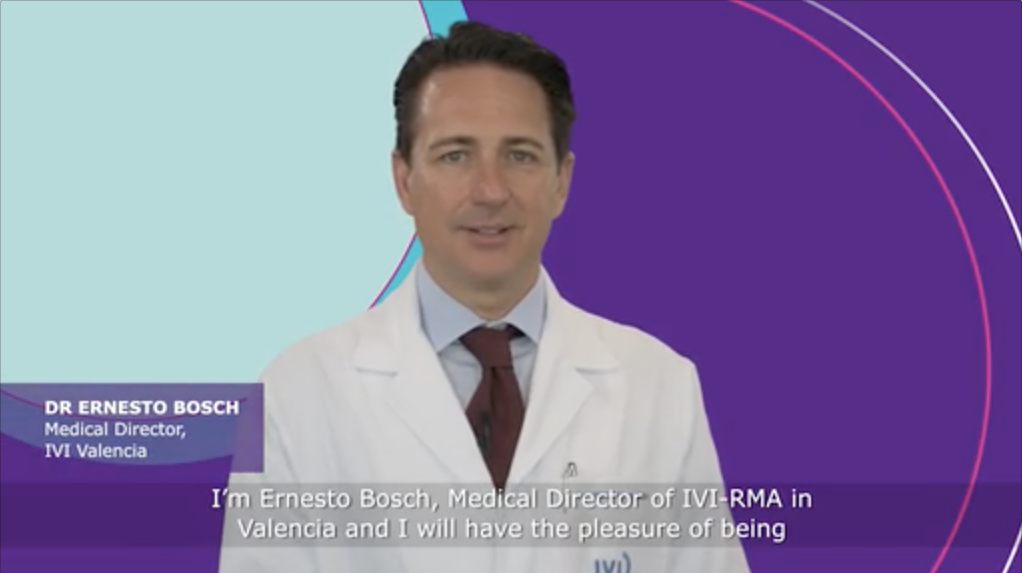 DR ERNESTO BOSCH
Medical Director,
IVI Valencia
I’m Ernesto Bosch, Medical Director of IVI-RMA in
Valencia and I will have the pleasure of being
IVI